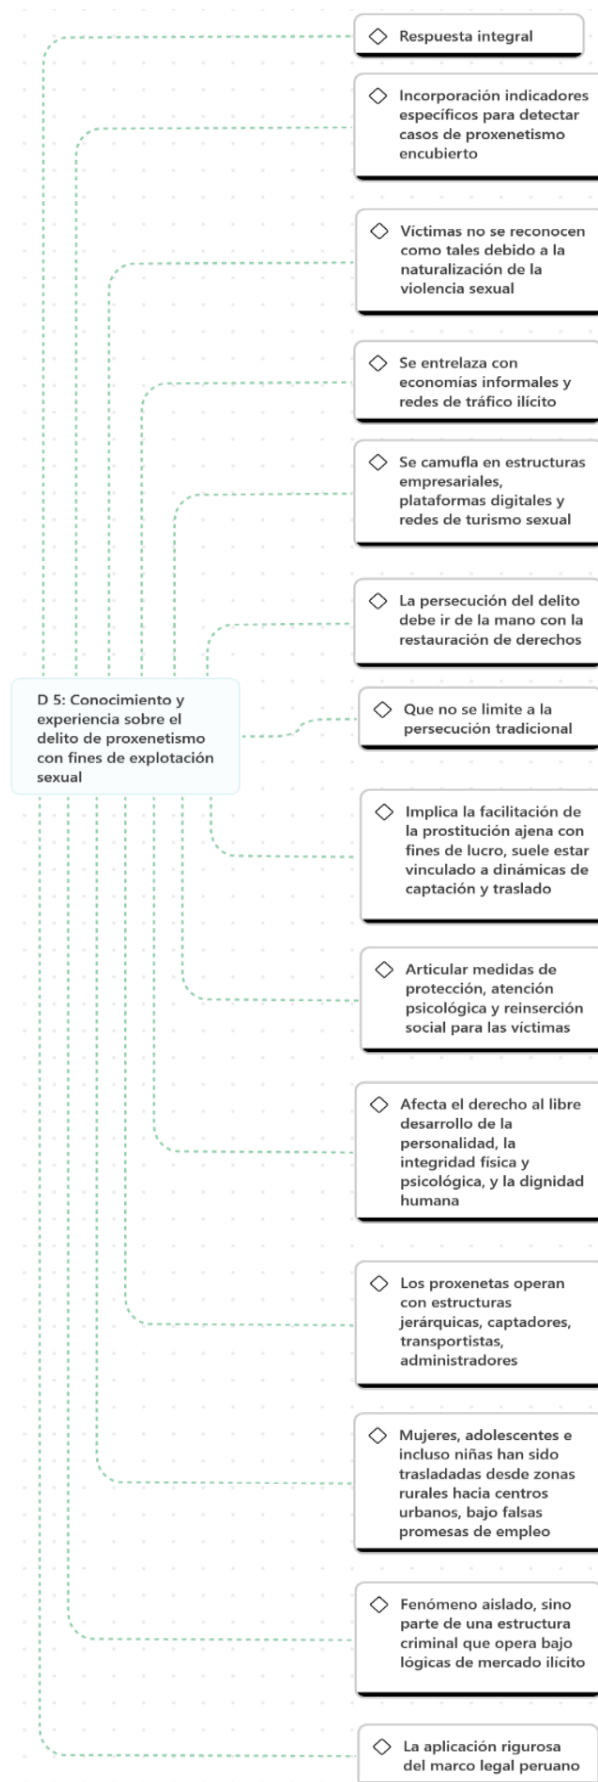 Respuesta integral
Incorporación indicadores
específicos para detectar
casos de proxenetismo
encubierto
Víctimas no se reconocen
como tales debido a la
naturalización de la
violencia sexual
Se entrelaza con
economías informales y
redes de tráfico ilícito
Se camufla en estructuras
empresariales,
plataformas digitales y
redes de turismo sexual
La persecución del delito
debe ir de la mano con la
restauración de derechos
D 5: Conocimiento y
experiencia sobre el
delito de proxenetismo
con fines de explotación
sexual
Que no se limite a la
persecución tradicional
Implica la facilitación de
la prostitución ajena con
fines de lucro, suele estar
vinculado a dinámicas de
captación y traslado
Articular medidas de
protección, atención
psicológica y reinserción
social para las víctimas
Afecta el derecho al libre
desarrollo de la
personalidad, la
integridad física y
psicológica, y la dignidad
humana
Los proxenetas operan
con estructuras
jerárquicas, captadores,
transportistas,
administradores
Mujeres, adolescentes e
incluso niñas han sido
trasladadas desde zonas
rurales hacia centros
urbanos, bajo falsas
promesas de empleo
Fenómeno aislado, sino
parte de una estructura
criminal que opera bajo
lógicas de mercado ilícito
La aplicación rigurosa
del marco legal peruano